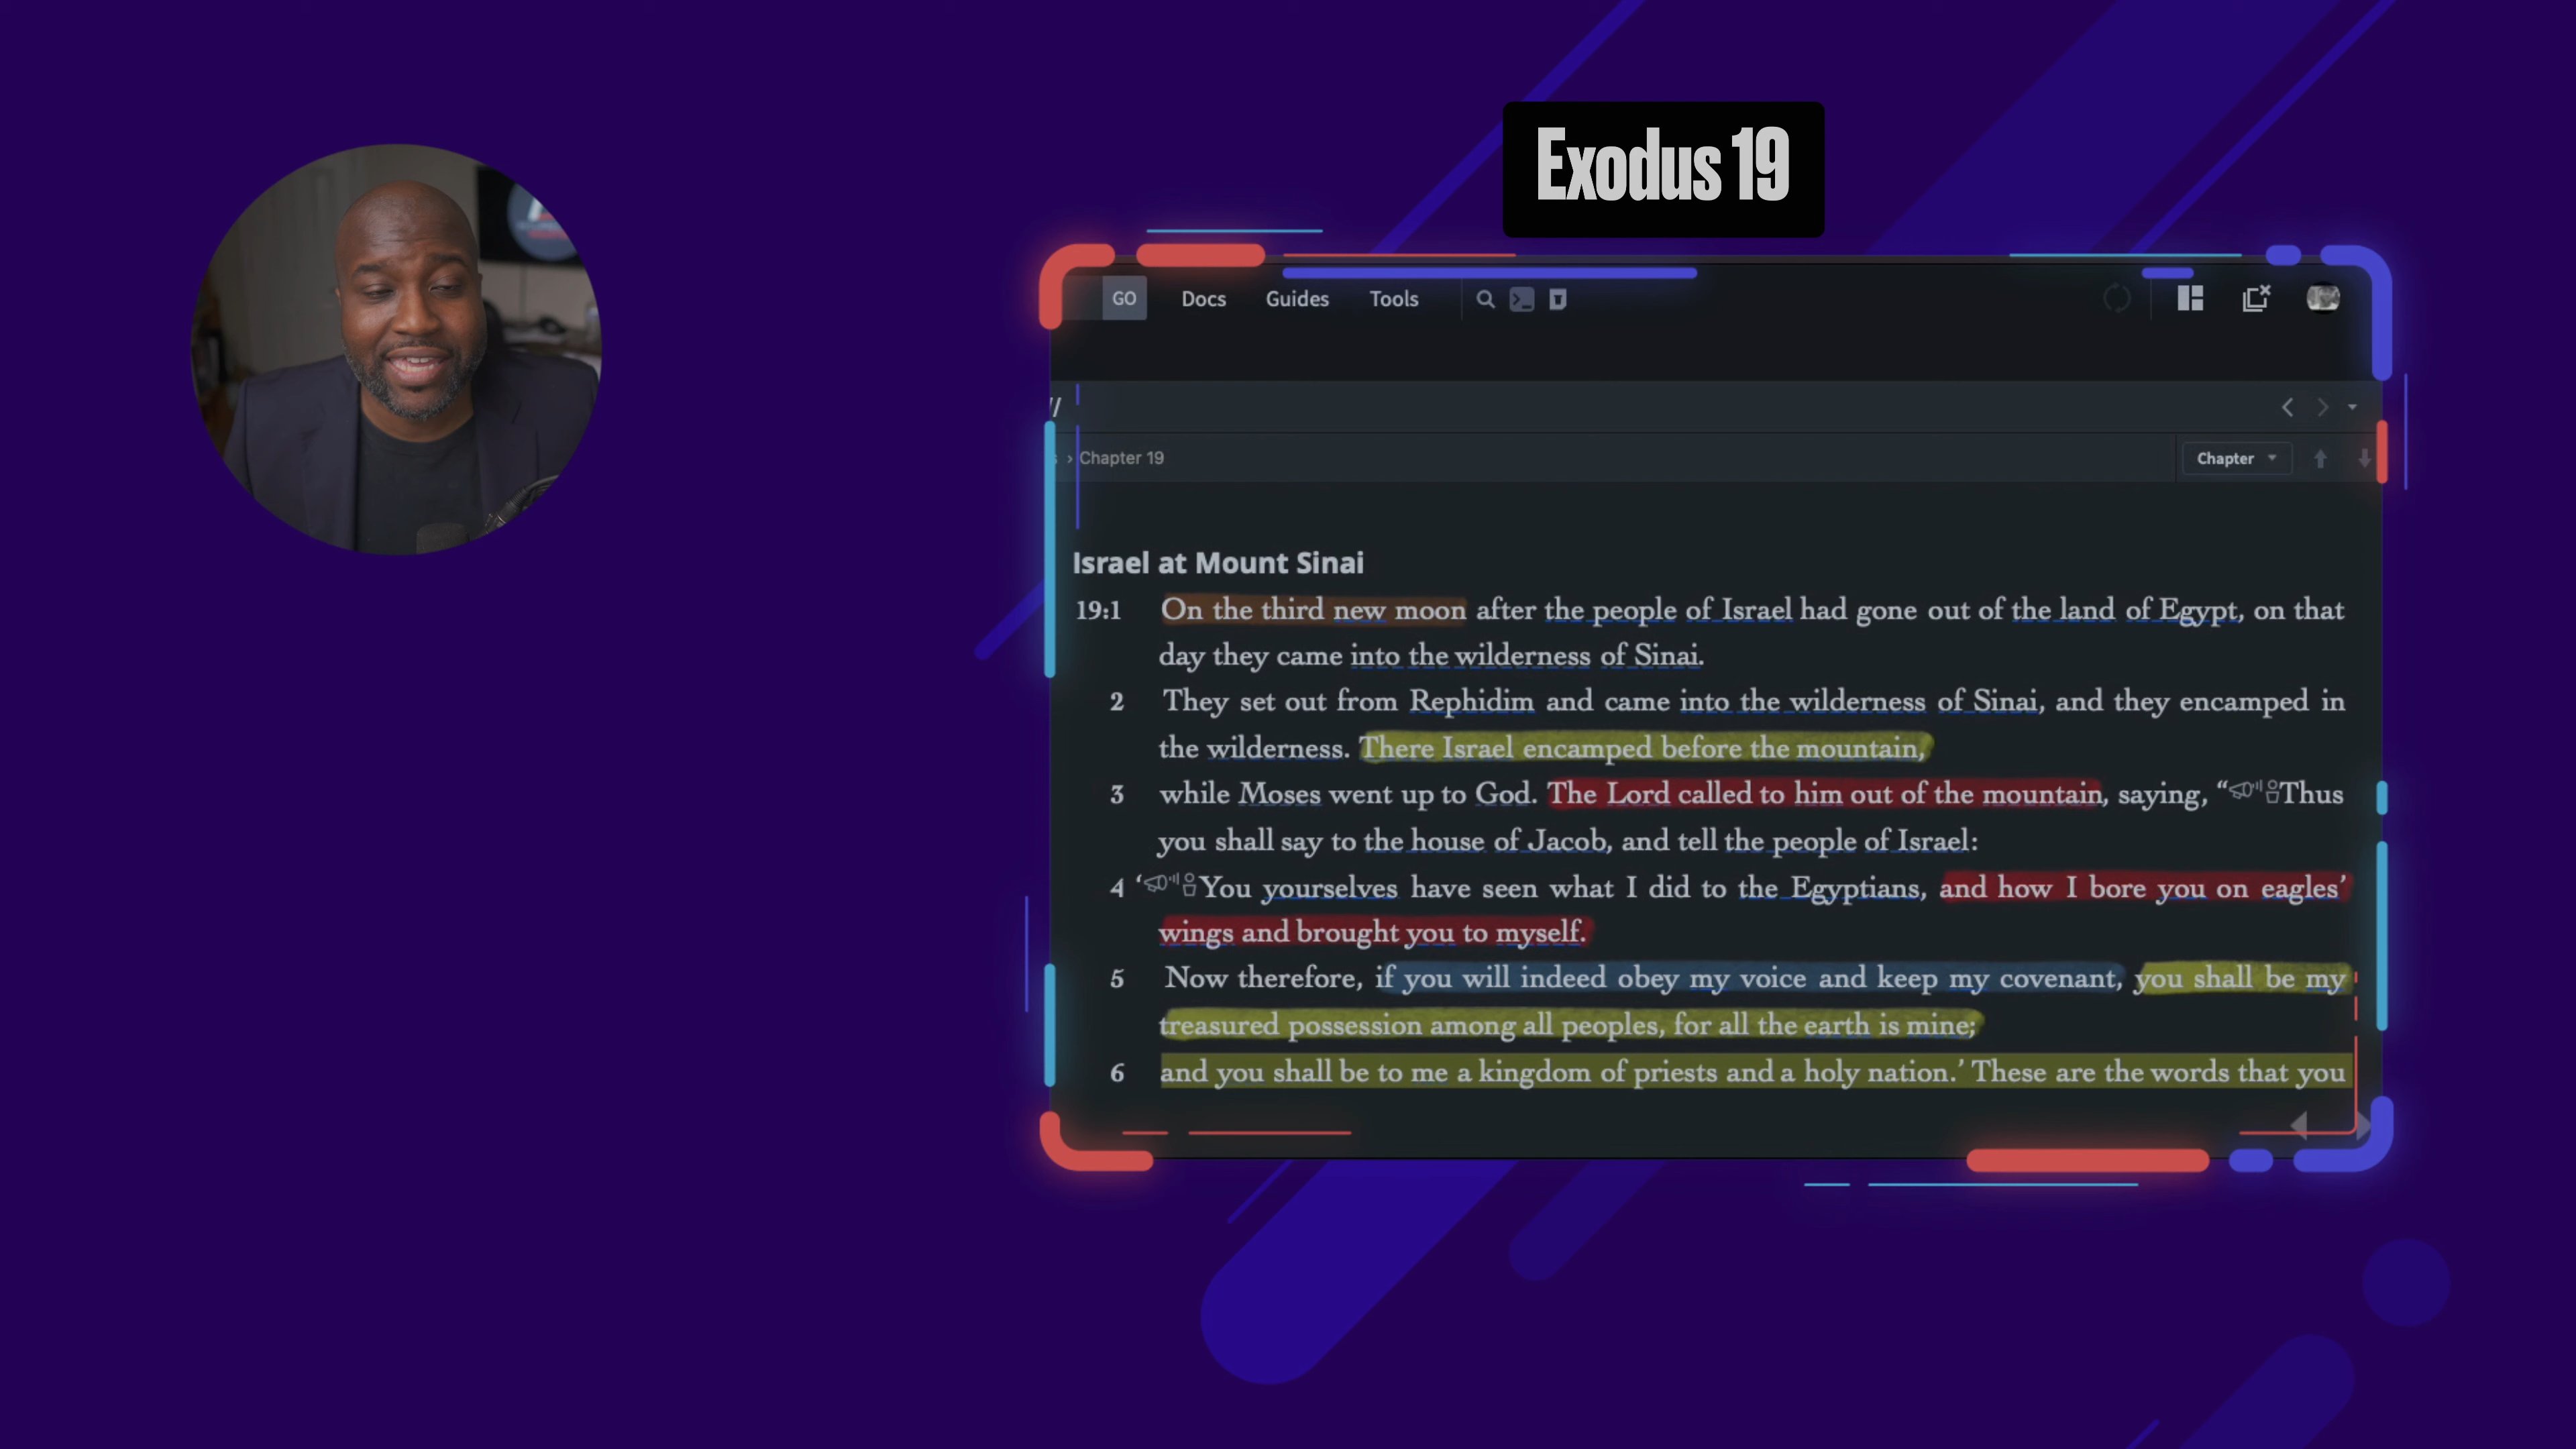 Exodus 19
GO Docs Guides Tools
//
› Chapter 19
Chapter
Israel at Mount Sinai
19:1 On the third new moon after the people of Israel had gone out of the land of Egypt, on that
day they came into the wilderness of Sinai.
2 They set out from Rephidim and came into the wilderness of Sinai, and they encamped in
the wilderness. There Israel encamped before the mountain,
3 while Moses went up to God. The Lord called to him out of the mountain, saying, “Thus
you shall say to the house of Jacob, and tell the people of Israel:
4 ‘You yourselves have seen what I did to the Egyptians, and how I bore you on eagles’
wings and brought you to myself.
5 Now therefore, if you will indeed obey my voice and keep my covenant, you shall be my
treasured possession among all peoples, for all the earth is mine;
6 and you shall be to me a kingdom of priests and a holy nation.’ These are the words that you